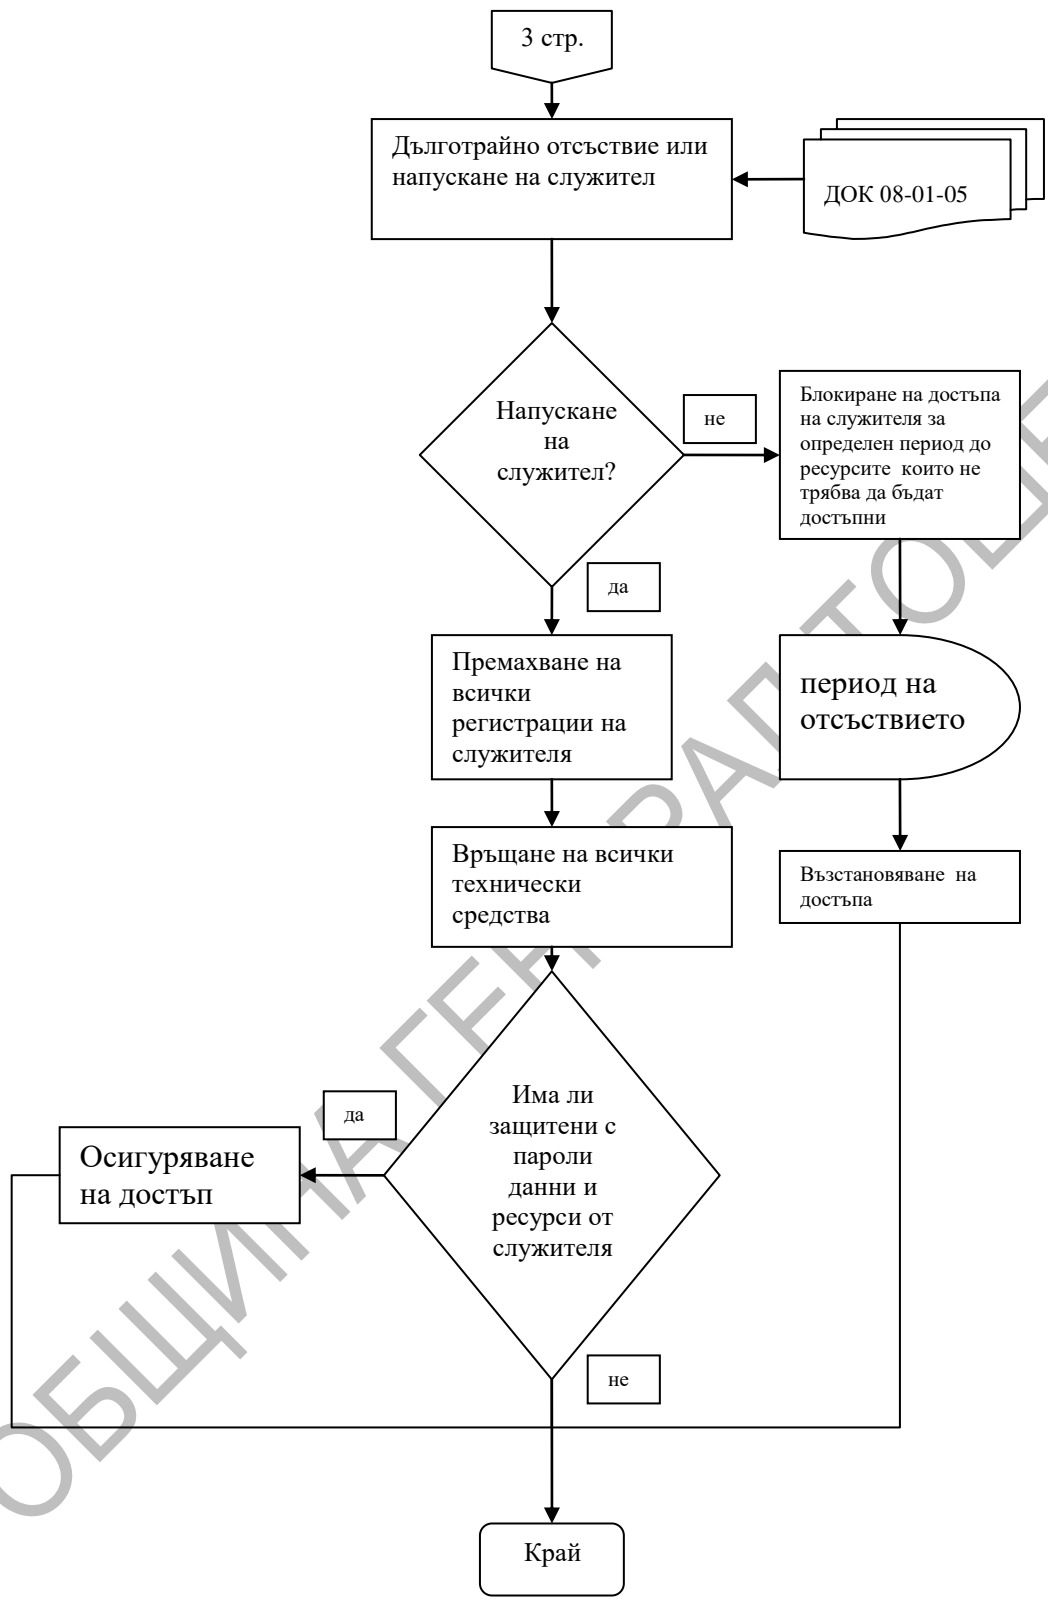 3 стр.
Дълготрайно отсъствие или
напускане на служител
ДОК 08-01-05
Напускане
на
служител?
не
Блокиране на достъпа
на служителя за
определен период до
ресурсите които не
трябва да бъдат
достъпни
да
Премахване на
всички
регистрации на
служителя
период на
отсъствието
Връщане на всички
технически
средства
Възстановяване на
достъпа
Има ли
защитени с
пароли
данни и
ресурси от
служителя
да
Осигуряване
на достъп
не
Край
ОБЩИНА ГЕН